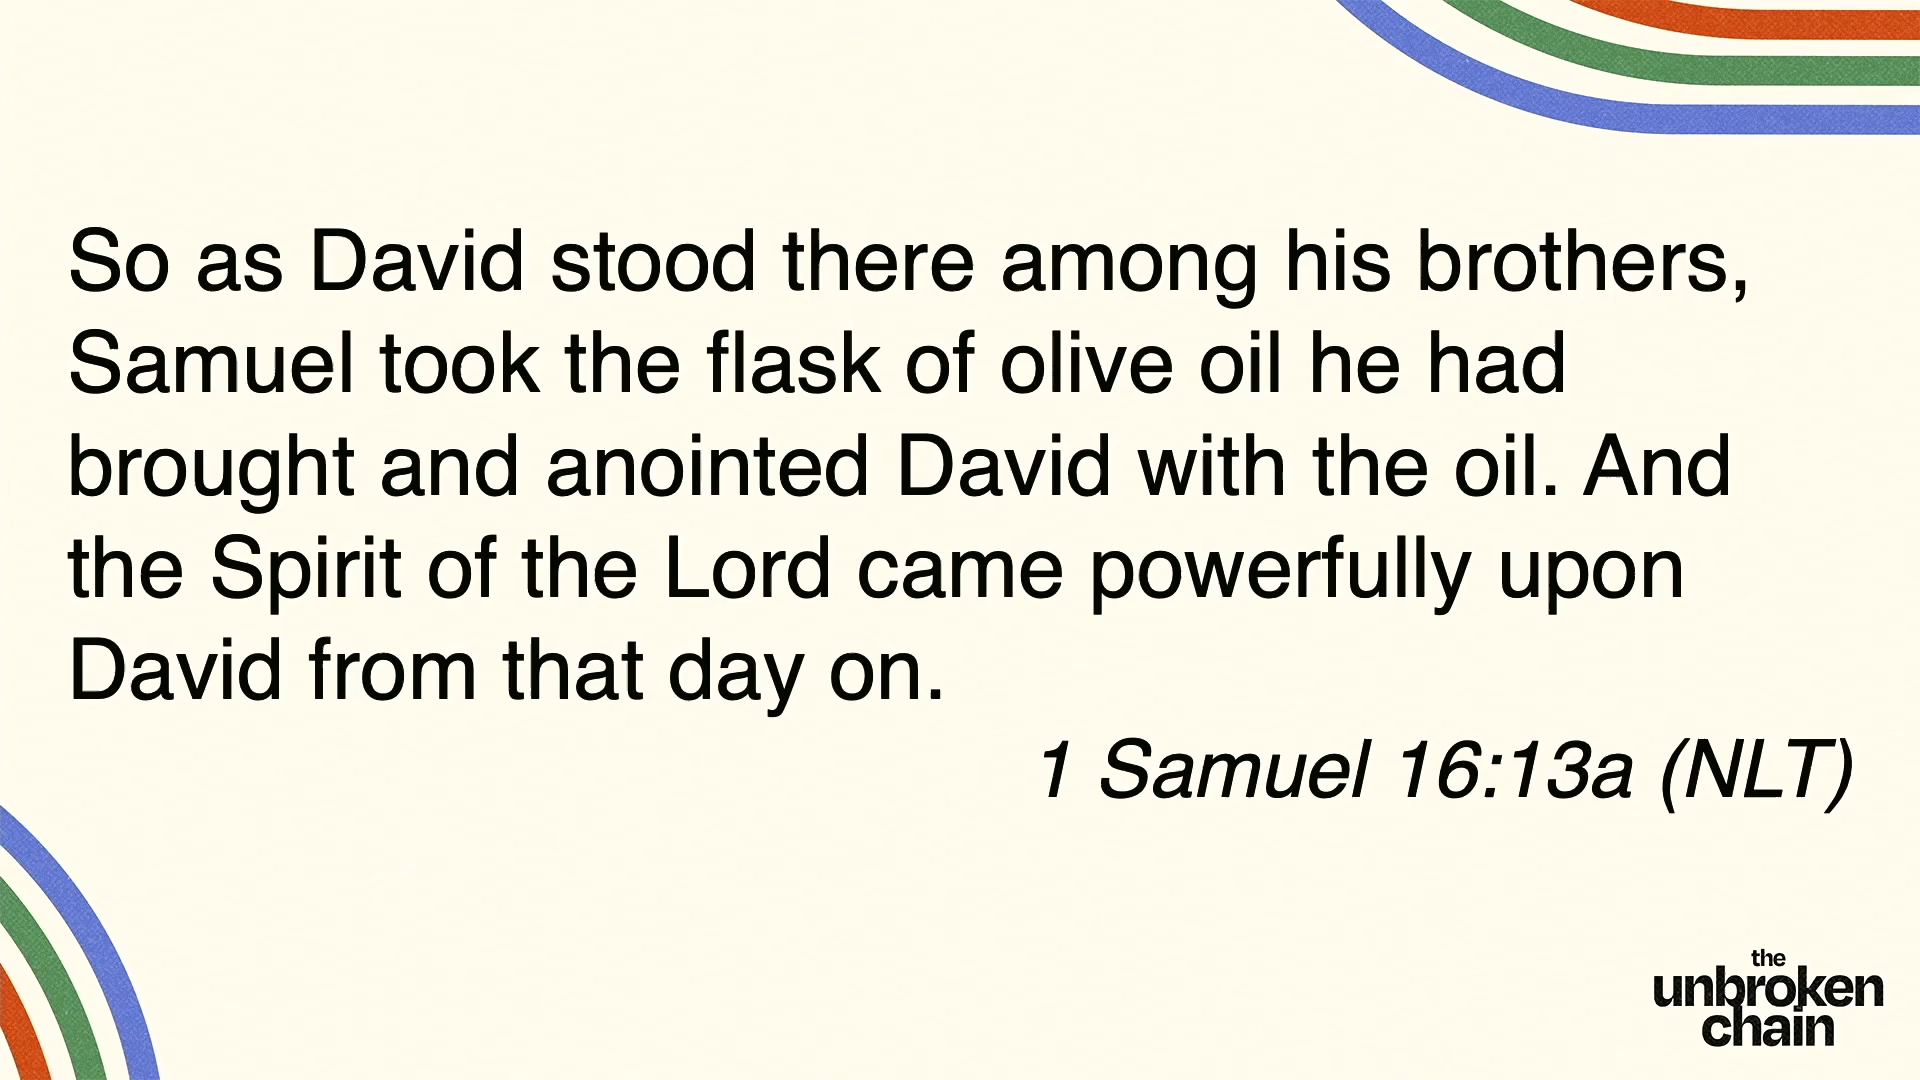 So as David stood there among his brothers,
Samuel took the flask of olive oil he had
brought and anointed David with the oil. And
the Spirit of the Lord came powerfully upon
David from that day on.
1 Samuel 16:13a (NLT)
the
unbroken
chain